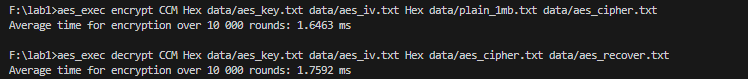 F:\lab1>aes_exec encrypt CCM Hex data/aes_key.txt data/aes_iv.txt Hex data/plain_1mb.txt data/aes_cipher.txt
Average time for encryption over 10 000 rounds: 1.6463 ms
F:\lab1>aes_exec decrypt CCM Hex data/aes_key.txt data/aes_iv.txt Hex data/aes_cipher.txt data/aes_recover.txt
Average time for encryption over 10 000 rounds: 1.7592 ms